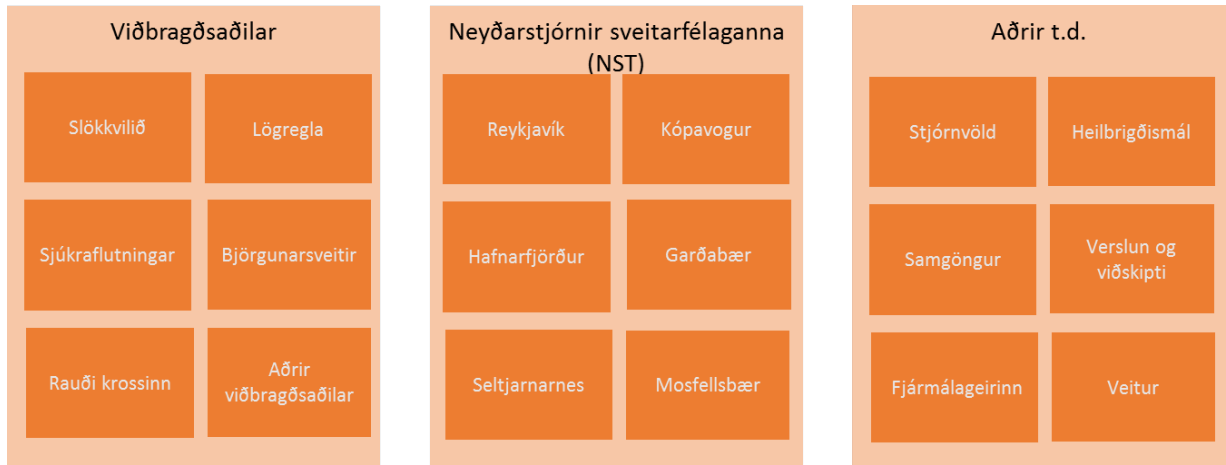 Viðbragðsaðilar
Slökkvilið
Lögregla
Sjúkraflutningar
Björgunarsveitir
Rauði krossinn
Aðrir
viðbragðsaðilar
Neyðarstjórnir sveitarfélaganna
(NST)
Reykjavík
Kópavogur
Hafnarfjörður
Garðabær
Seltjarnarnes
Mosfellsbær
Aðrir t.d.
Stjórnvöld
Heilbrigðismál
Samgöngur
Verslun og
viðskipti
Fjármálageirinn
Veitur